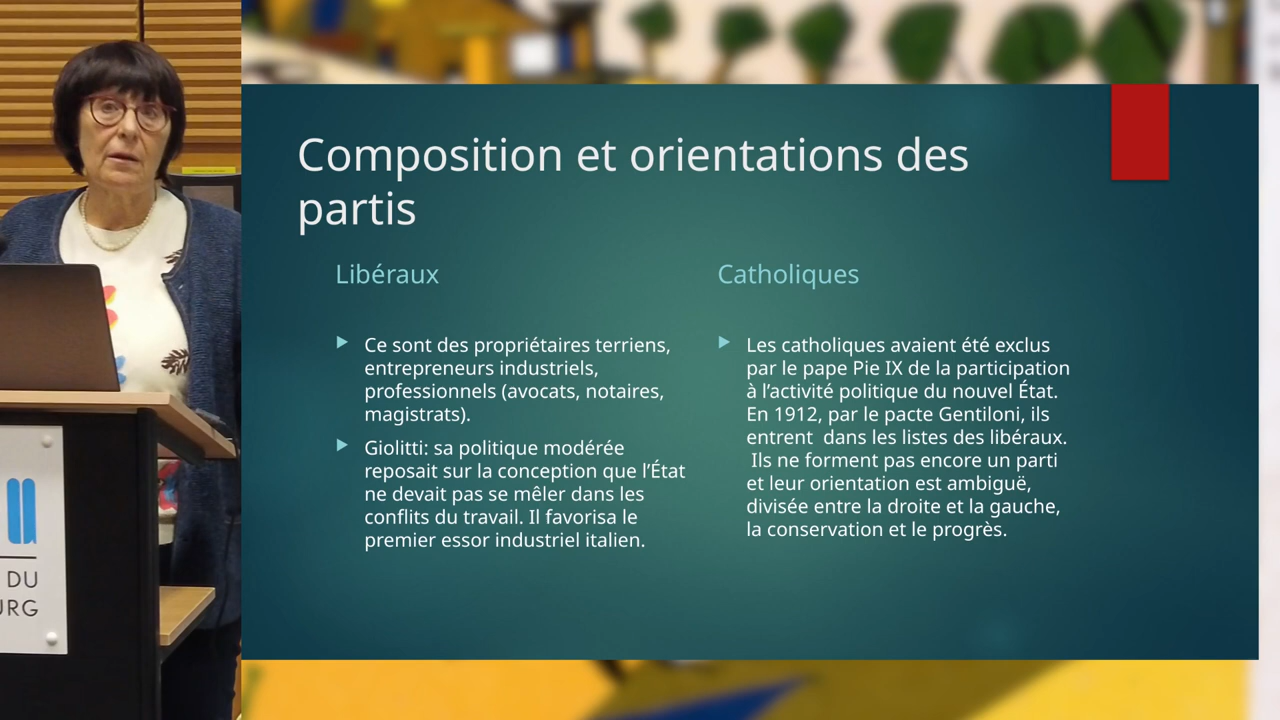 Composition et orientations des
partis
Libéraux
Ce sont des propriétaires terriens,
entrepreneurs industriels,
professionnels (avocats, notaires,
magistrats).
Giolitti: sa politique modérée
reposait sur la conception que l’État
ne devait pas se mêler dans les
conflits du travail. Il favorisa le
premier essor industriel italien.
Catholiques
Les catholiques avaient été exclus
par le pape Pie IX de la participation
à l’activité politique du nouvel État.
En 1912, par le pacte Gentiloni, ils
entrent  dans les listes des libéraux.
Ils ne forment pas encore un parti
et leur orientation est ambiguë,
divisée entre la droite et la gauche,
la conservation et le progrès.
DU
URG